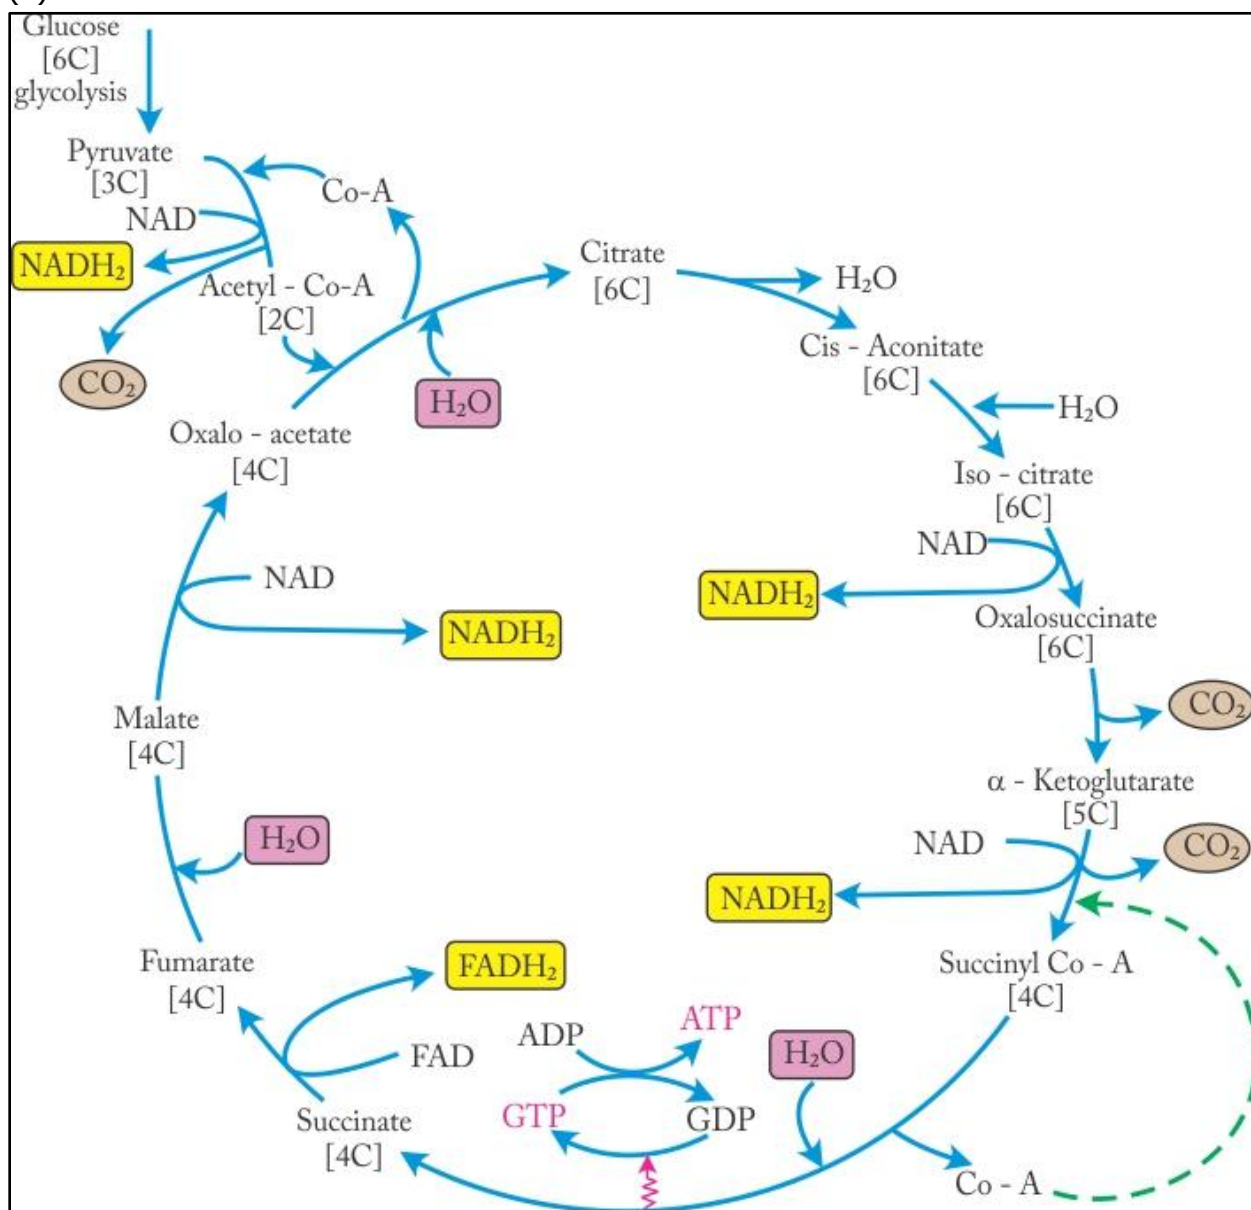 Glucose
[6C]
glycolysis
Pyruvate
[3C]
Co-A
NAD
NADH₂
Acetyl - Co-A
[2C]
CO₂
H₂O
Citrate
[6C]
H₂O
Cis - Aconitate
[6C]
H₂O
Iso - citrate
[6C]
NAD
NADH₂
Oxalosuccinate
[6C]
CO₂
α - Ketoglutarate
[5C]
NAD
CO₂
NADH₂
Succinyl Co - A
[4C]
H₂O
Co - A
ADP
ATP
GTP
GDP
Succinate
[4C]
FAD
FADH₂
Fumarate
[4C]
H₂O
Malate
[4C]
NAD
NADH₂
Oxalo - acetate
[4C]